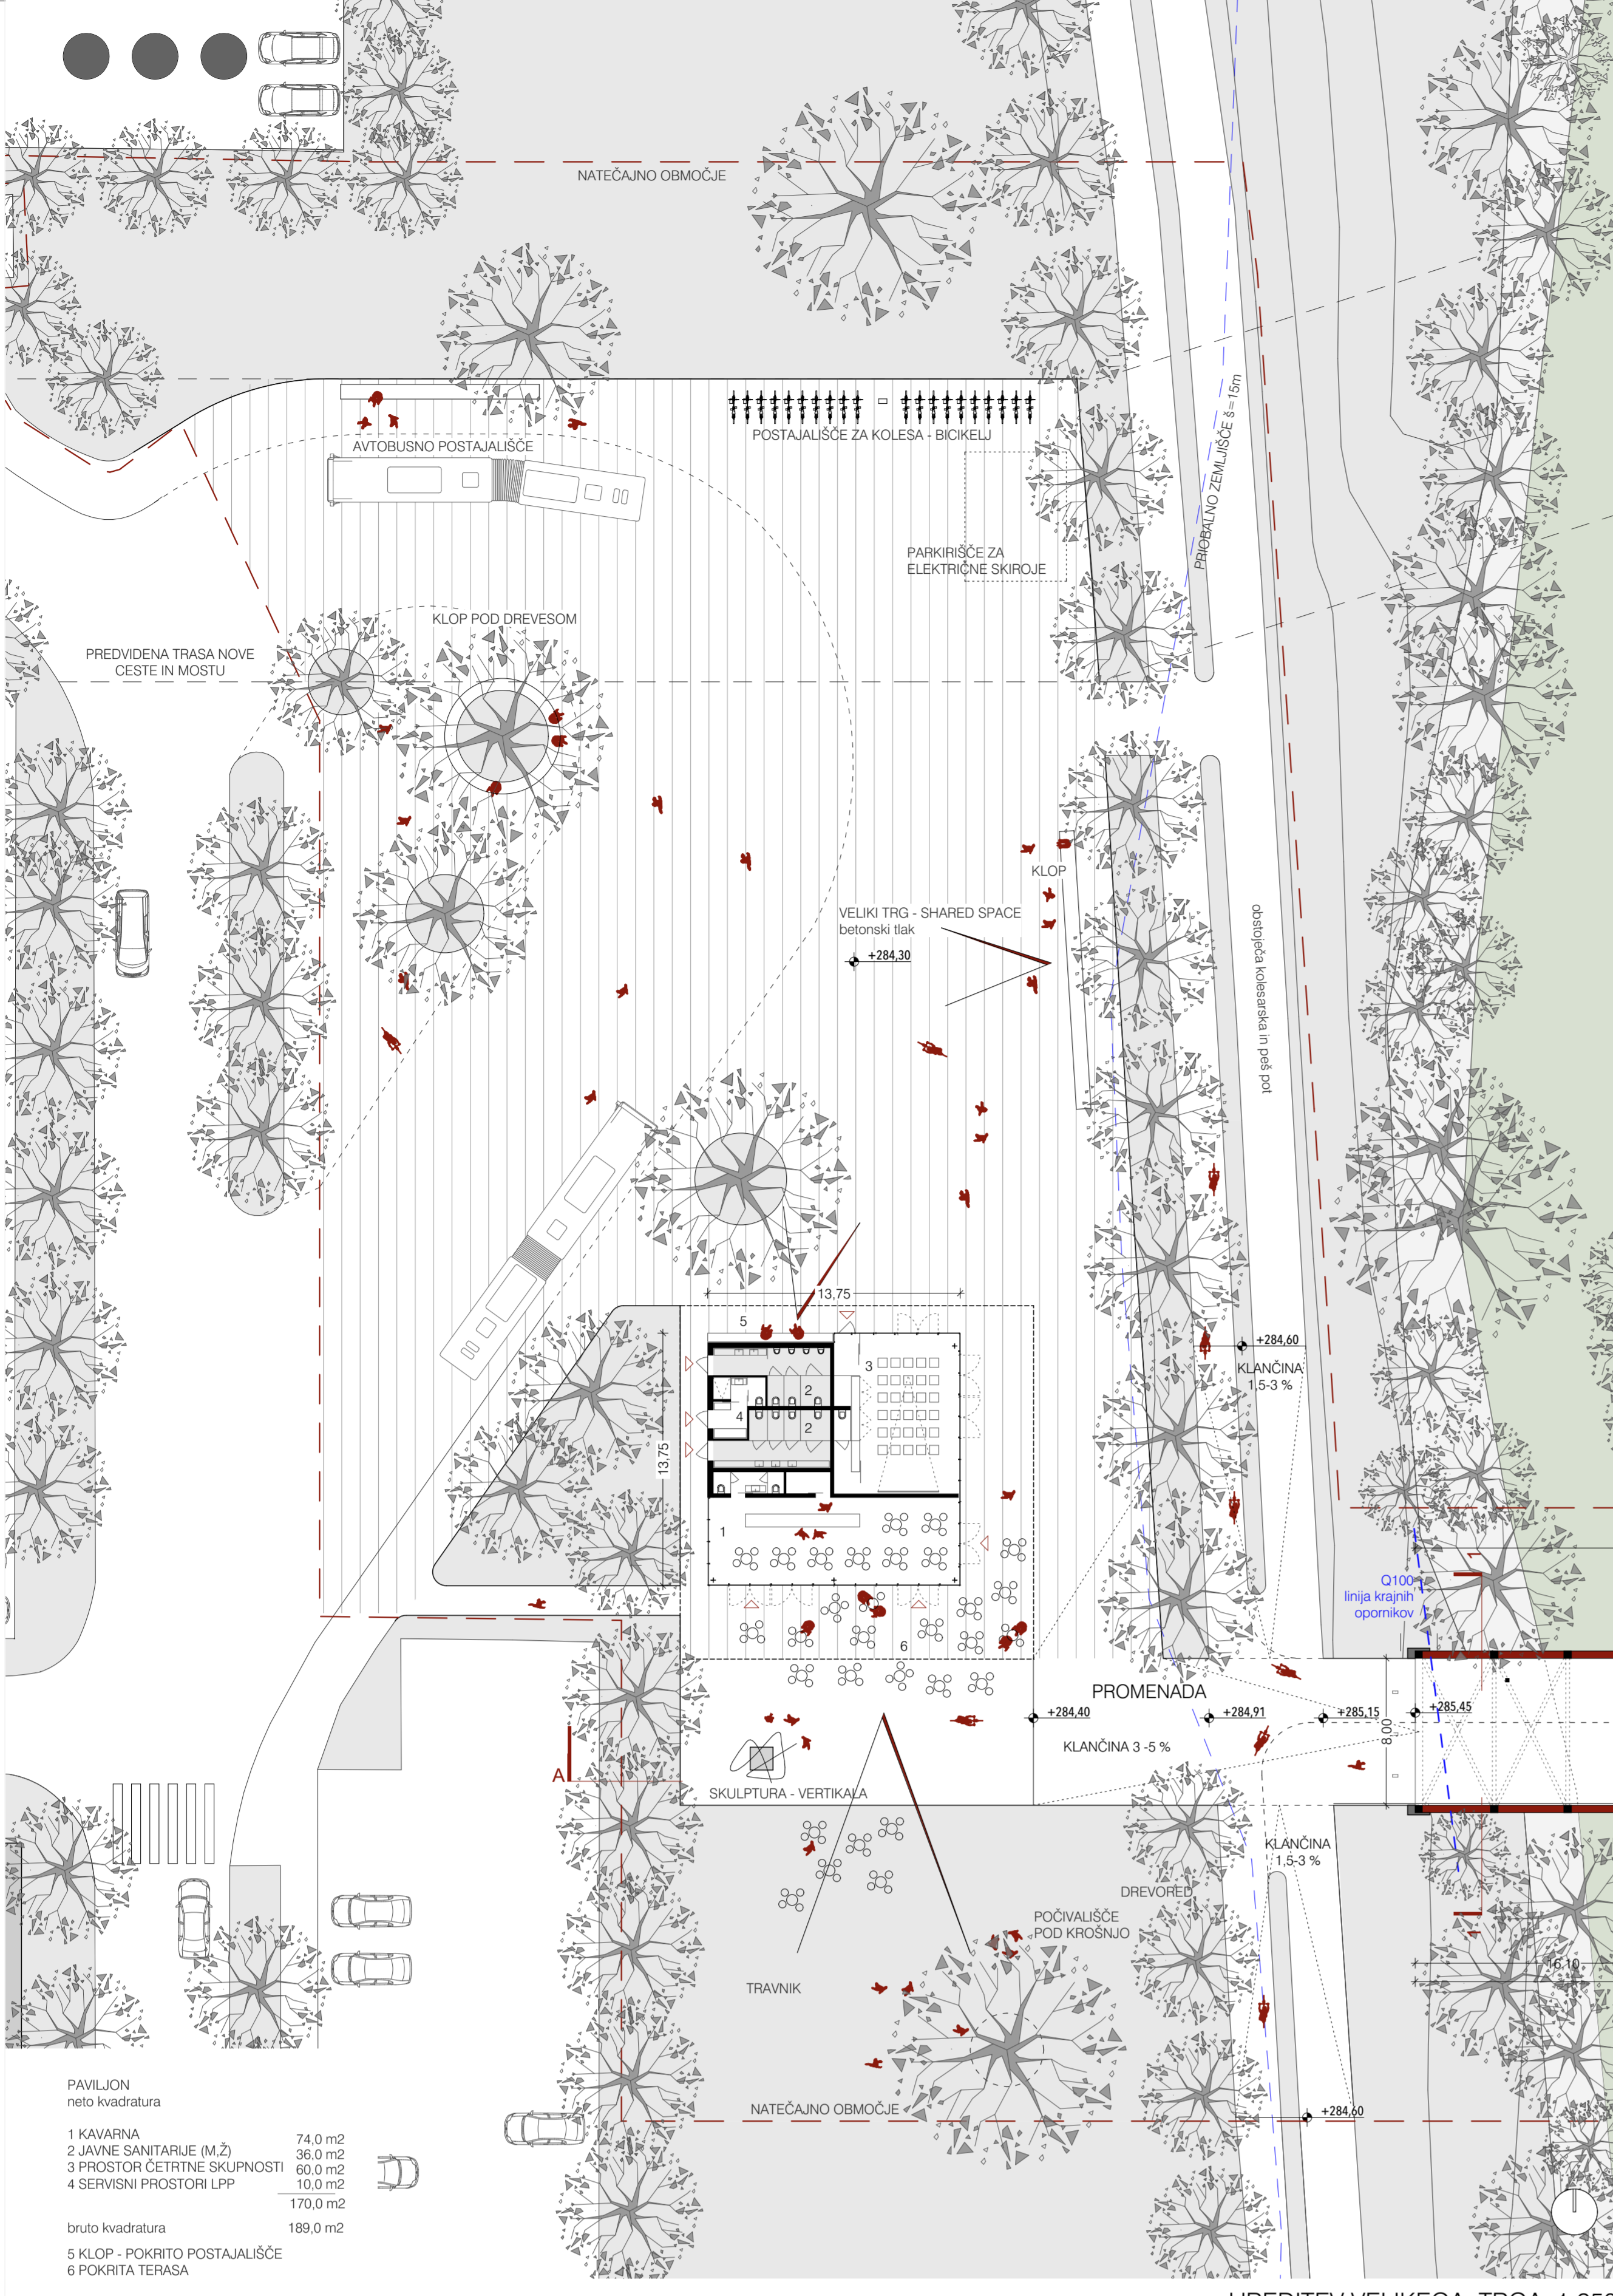 NATEČAJNO OBMOČJE
AVTOBUSNO POSTAJALIŠČE
POSTAJALIŠČE ZA KOLESA - BICIKELJ
PRIOBALNO ZEMLJIŠČE š=15m
PARKIRIŠČE ZA
ELEKTRIČNE SKIROJE
KLOP POD DREVESOM
PREDVIDENA TRASA NOVE
CESTE IN MOSTU
KLOP
VELIKI TRG - SHARED SPACE
betonski tlak
+284,30
obstoječa kolesarska in peš pot
13,75
5
+284,60
KLANČINA
1,5-3 %
3
2
4
2
13,75
1
6
1
Q100
linija krajnih
opornikov
PROMENADA
+284,40
+284,91
+285,15
+285,45
8,00
KLANČINA 3 -5 %
A
SKULPTURA - VERTIKALA
KLANČINA
1,5-3 %
DREVORED
POČIVALIŠČE
POD KROŠNJO
1
16,10
TRAVNIK
NATEČAJNO OBMOČJE
+284,60
PAVILJON
neto kvadratura
1 KAVARNA 74,0 m2
2 JAVNE SANITARIJE (M,Ž) 36,0 m2
3 PROSTOR ČETRTNE SKUPNOSTI 60,0 m2
4 SERVISNI PROSTORI LPP 10,0 m2
170,0 m2
bruto kvadratura 189,0 m2
5 KLOP - POKRITO POSTAJALIŠČE
6 POKRITA TERASA